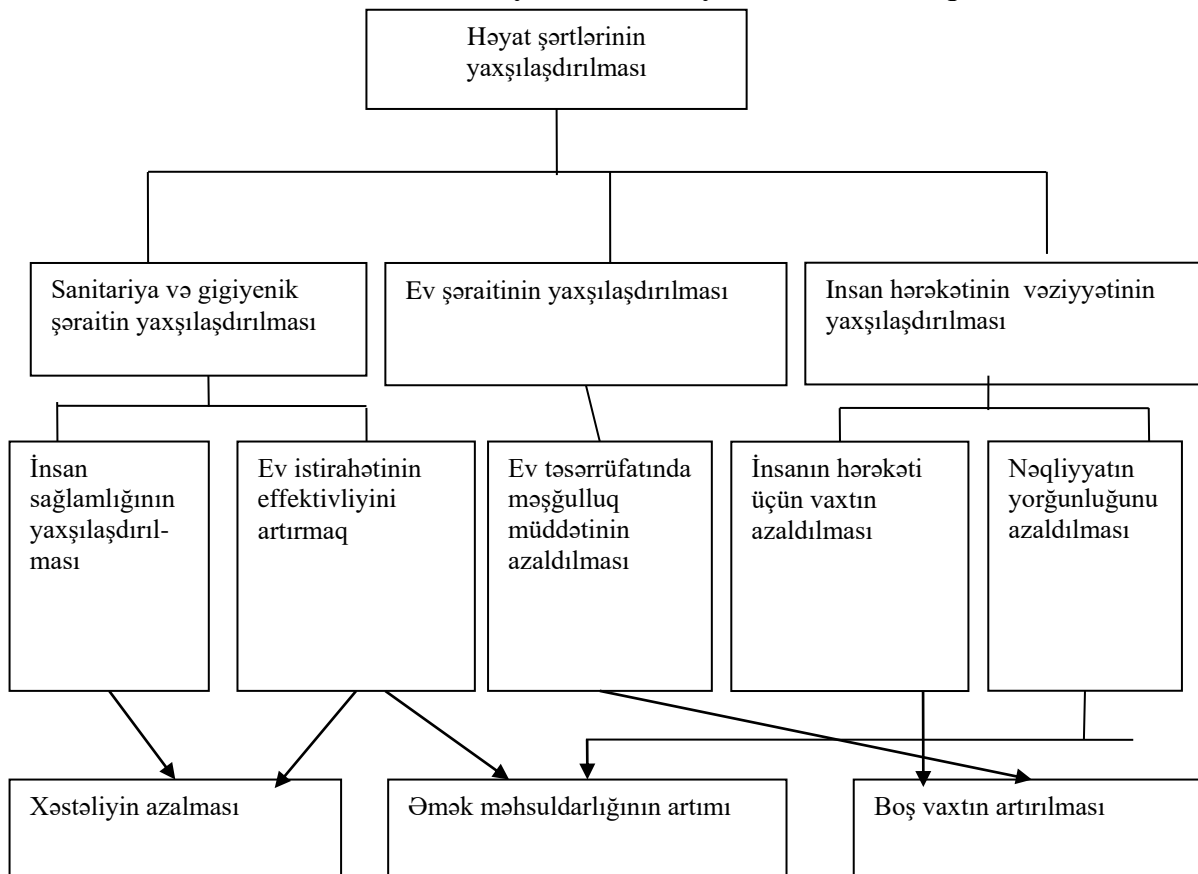 Həyat şərtlərinin
yaxşılaşdırılması
Sanitariya və gigiyenik
şəraitin yaxşılaşdırılması
Ev şəraitinin yaxşılaşdırılması
Insan hərəkətinin vəziyyətinin
yaxşılaşdırılması
İnsan
sağlamlığının
yaxşılaşdırıl-
ması
Ev istirahətinin
effektivliyini
artırmaq
Ev təsərrüfatında
məşğulluq
müddətinin
azaldılması
İnsanın hərəkəti
üçün vaxtın
azaldılması
Nəqliyyatın
yorğunluğunu
azaldılması
Xəstəliyin azalması
Əmək məhsuldarlığının artımı
Boş vaxtın artırılması